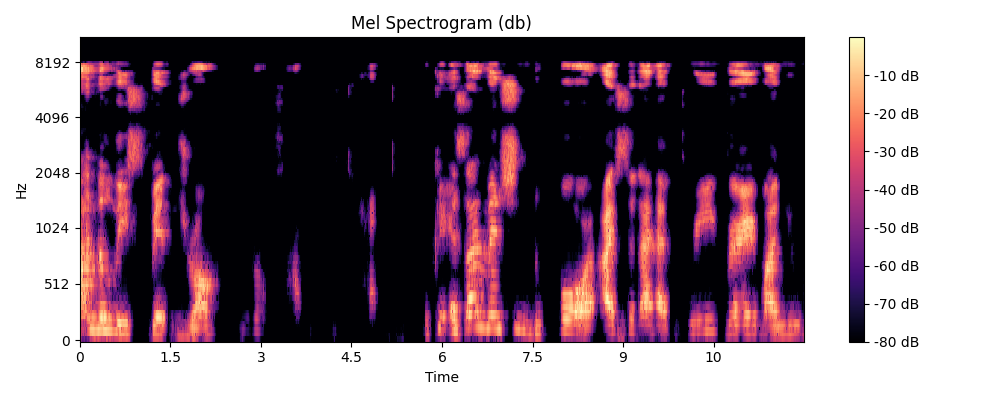 Mel Spectrogram (db)
8192
4096
2048
1024
512
0
Hz
0 1.5 3 4.5 6 7.5 9 10
Time
-10 dB
-20 dB
-30 dB
-40 dB
-50 dB
-60 dB
-70 dB
-80 dB